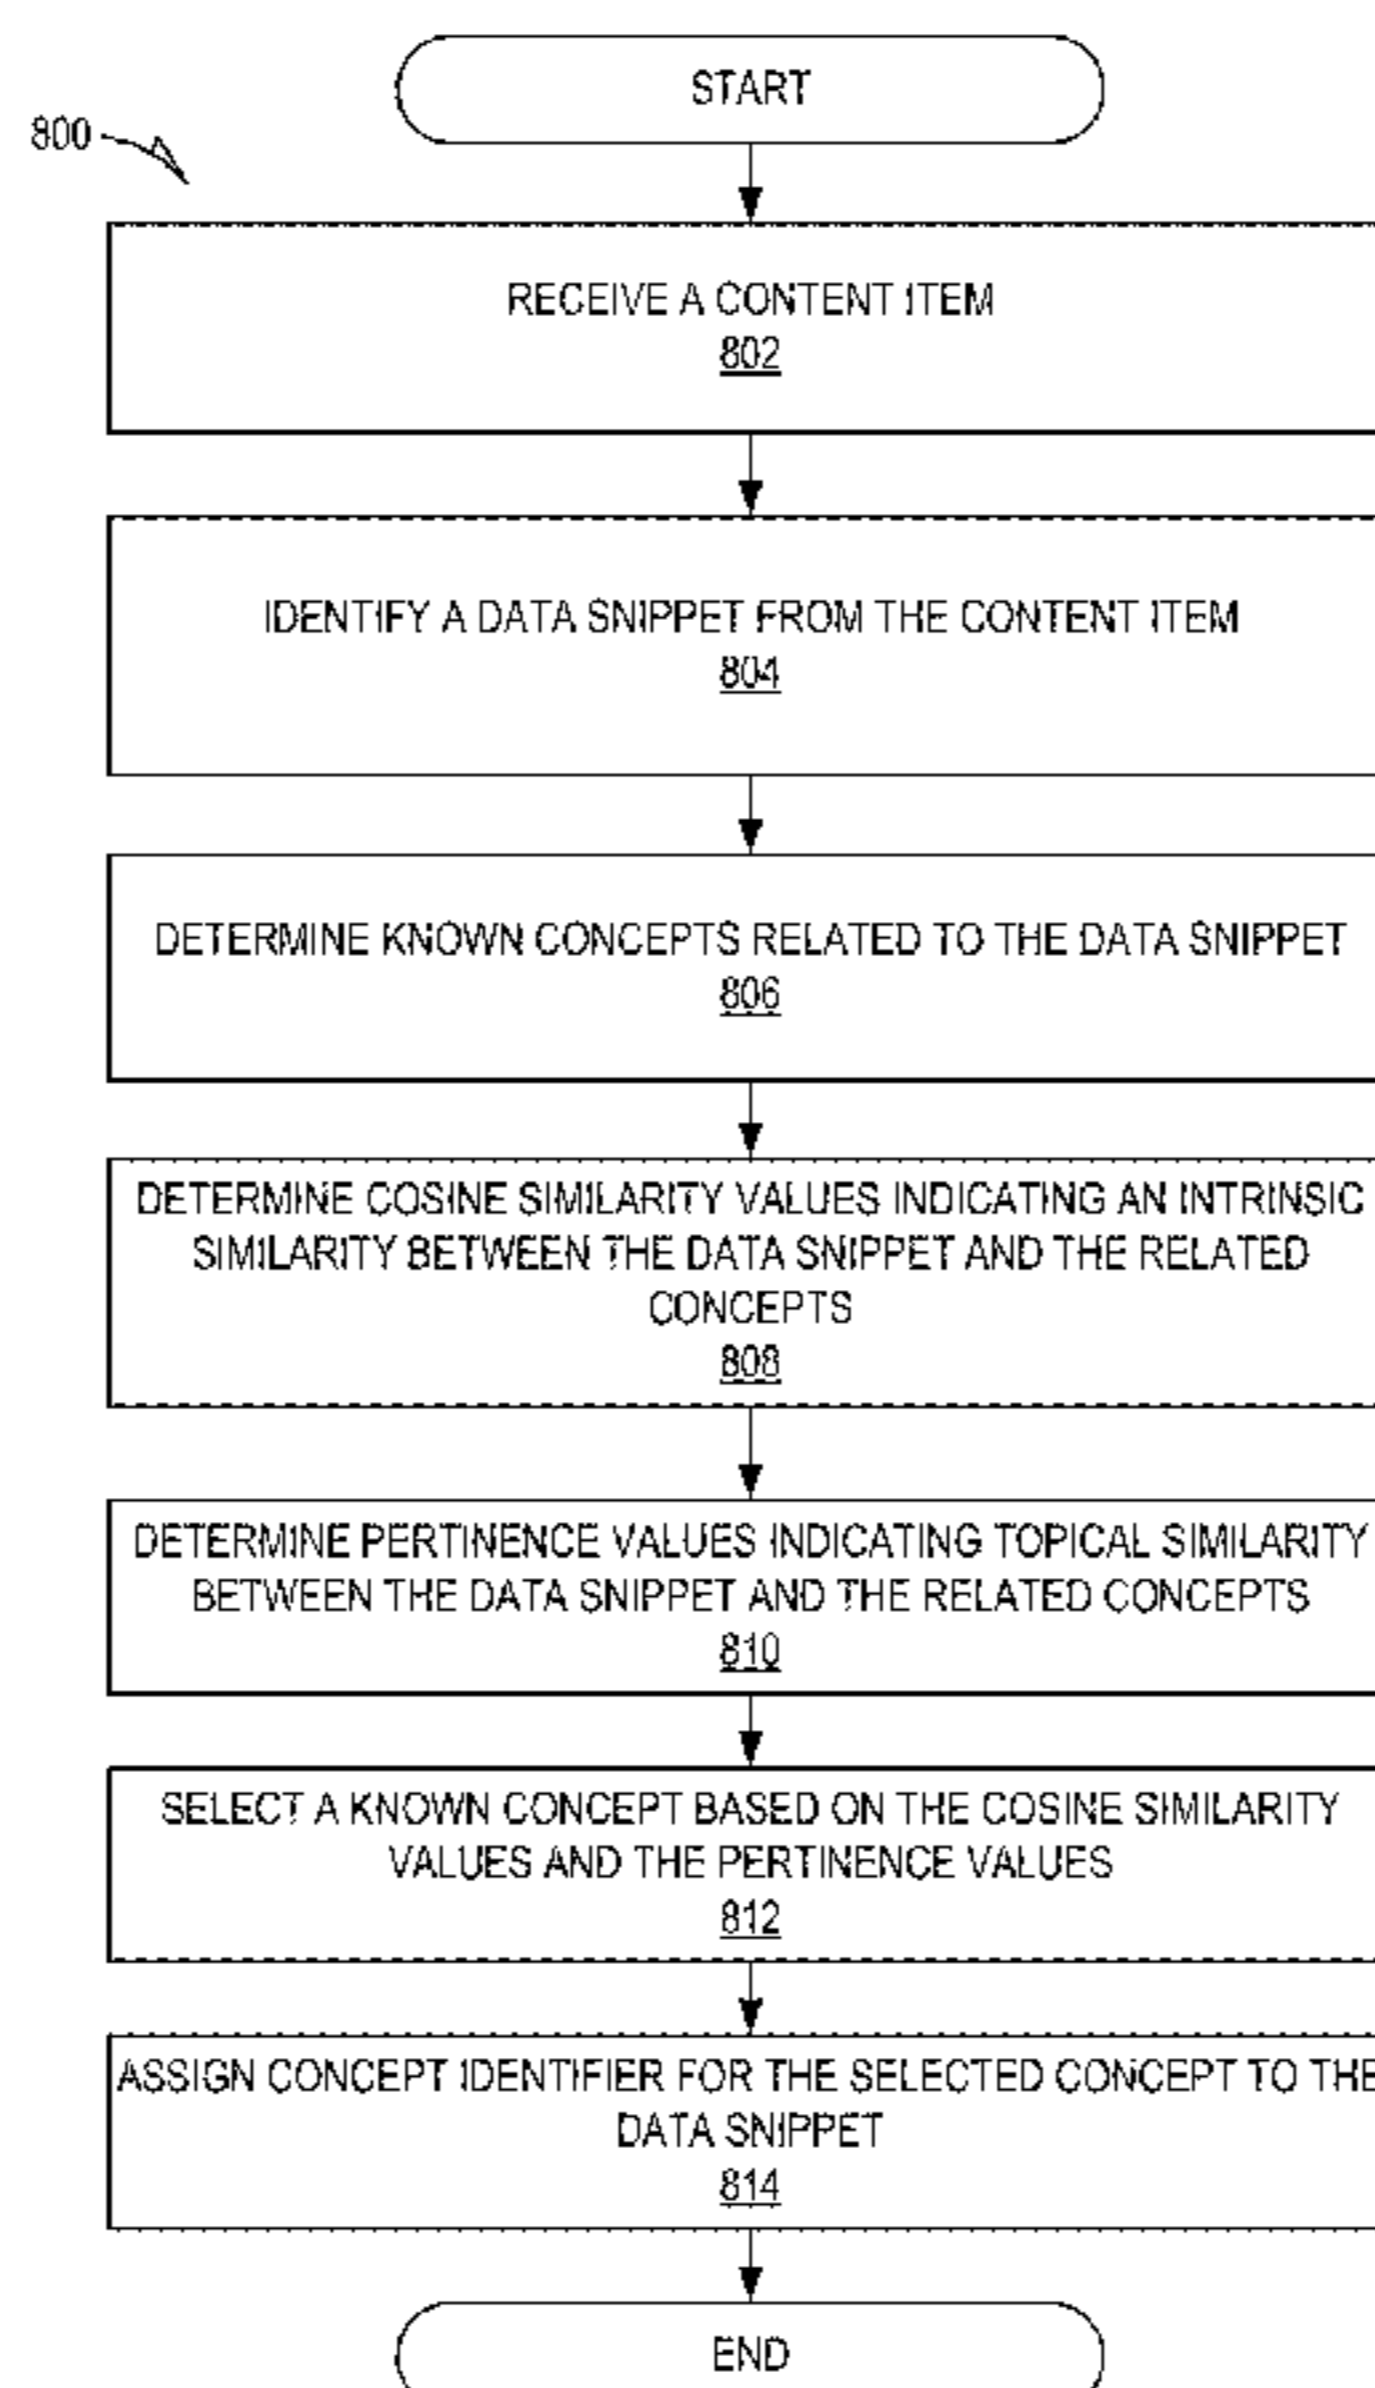 START
800
RECEIVE A CONTENT ITEM
802
IDENTIFY A DATA SNIPPET FROM THE CONTENT ITEM
804
DETERMINE KNOWN CONCEPTS RELATED TO THE DATA SNIPPET
806
DETERMINE COSINE SIMILARITY VALUES INDICATING AN INTRINSIC
SIMILARITY BETWEEN THE DATA SNIPPET AND THE RELATED
CONCEPTS
808
DETERMINE PERTINENCE VALUES INDICATING TOPICAL SIMILARITY
BETWEEN THE DATA SNIPPET AND THE RELATED CONCEPTS
810
SELECT A KNOWN CONCEPT BASED ON THE COSINE SIMILARITY
VALUES AND THE PERTINENCE VALUES
812
ASSIGN CONCEPT IDENTIFIER FOR THE SELECTED CONCEPT TO THE
DATA SNIPPET
814
END